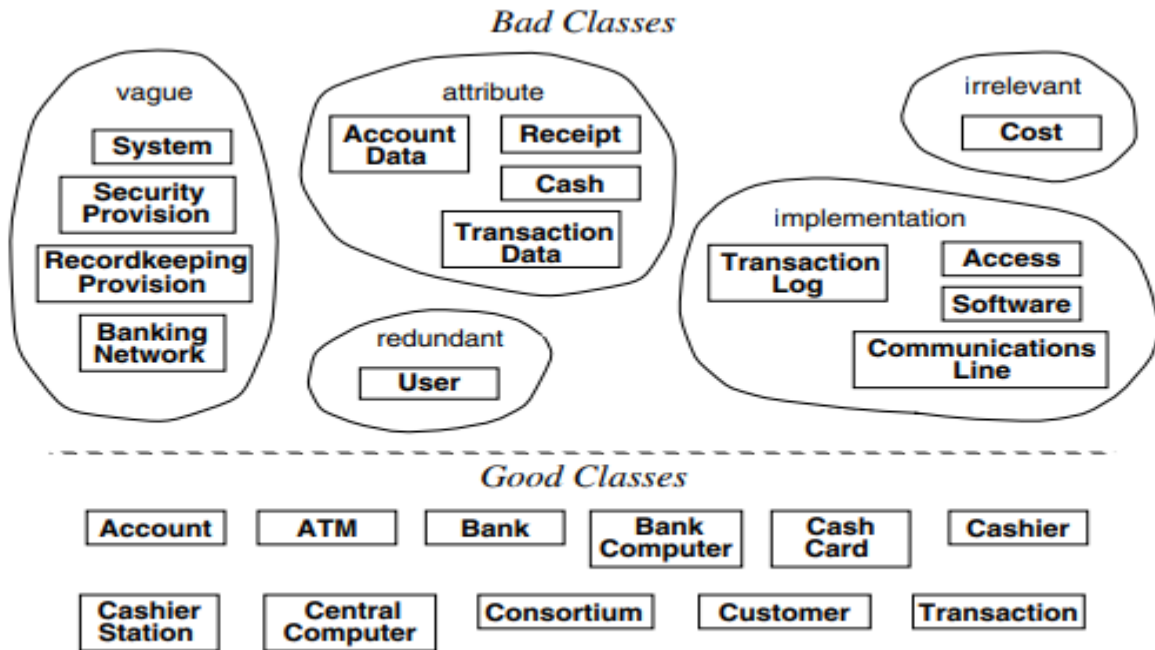 Bad Classes
vague
System
Security
Provision
Recordkeeping
Provision
Banking
Network
attribute
Account
Data
Receipt
Cash
Transaction
Data
redundant
User
irrelevant
Cost
implementation
Transaction
Log
Access
Software
Communications
Line
Good Classes
Account
ATM
Bank
Bank
Computer
Cash
Card
Cashier
Cashier
Station
Central
Computer
Consortium
Customer
Transaction